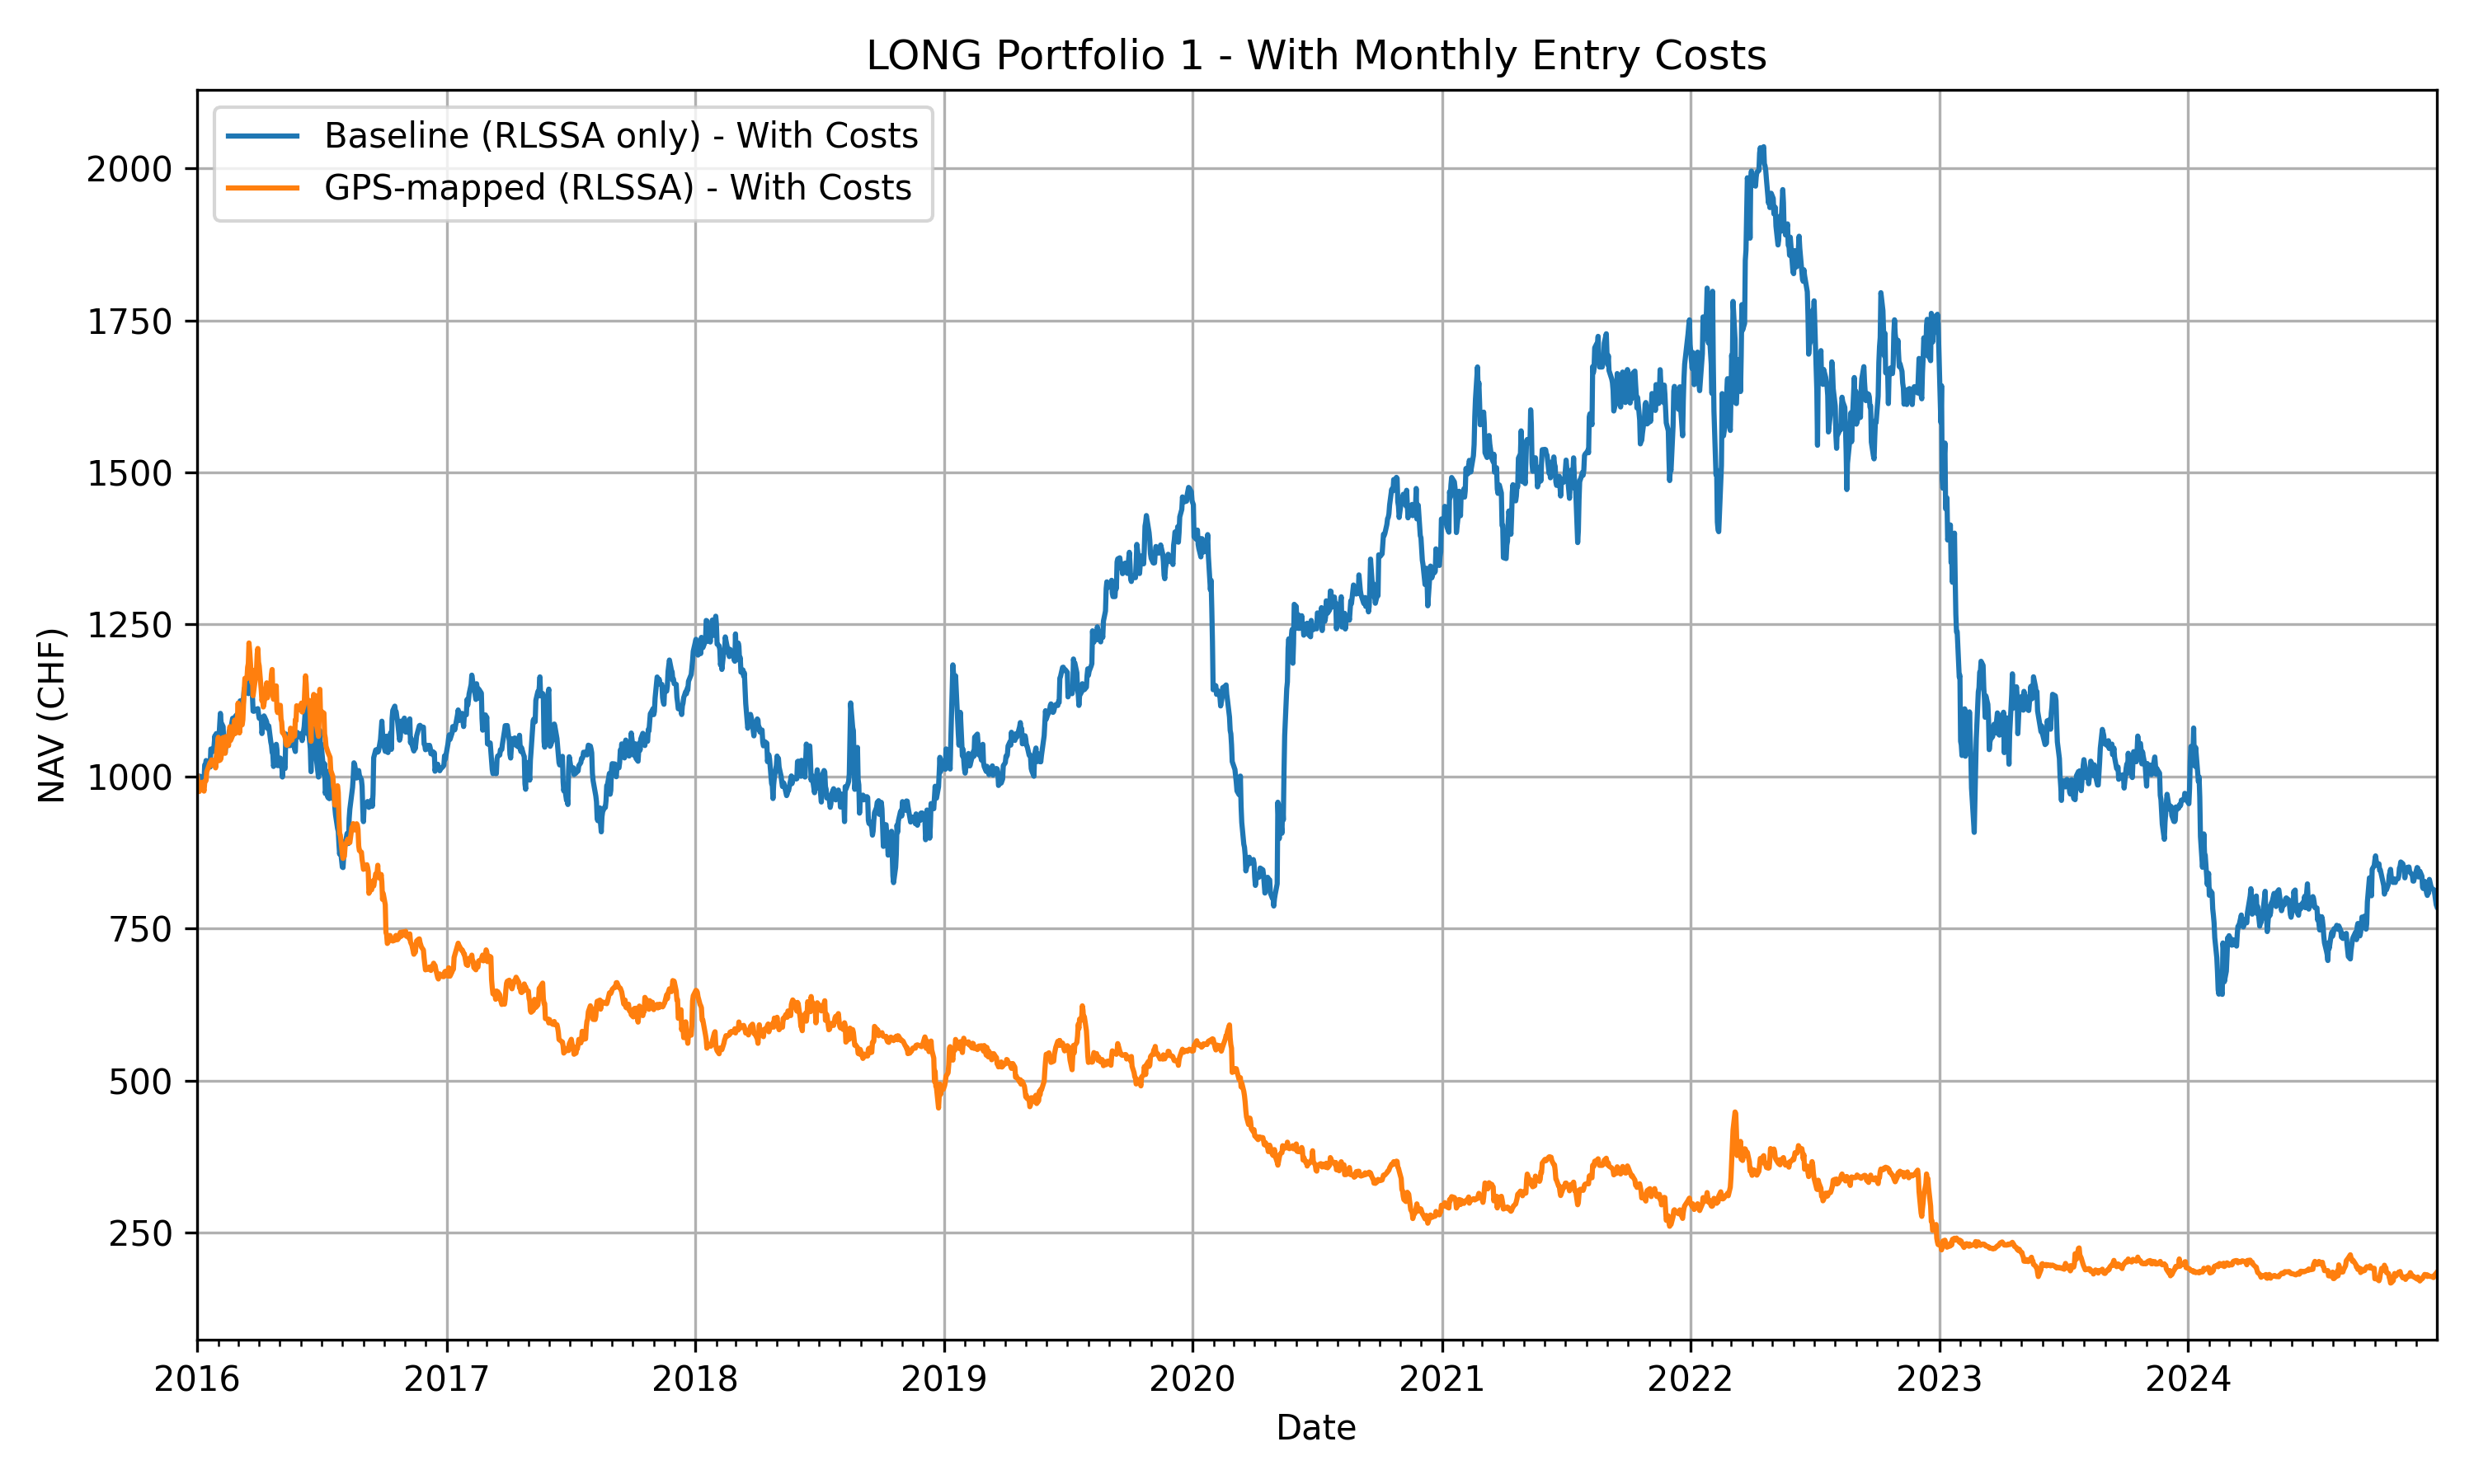 LONG Portfolio 1 - With Monthly Entry Costs
Baseline (RLSSA only) - With Costs
GPS-mapped (RLSSA) - With Costs
NAV (CHF)
2000
1750
1500
1250
1000
750
500
250
2016 2017 2018 2019 2020 2021 2022 2023 2024
Date